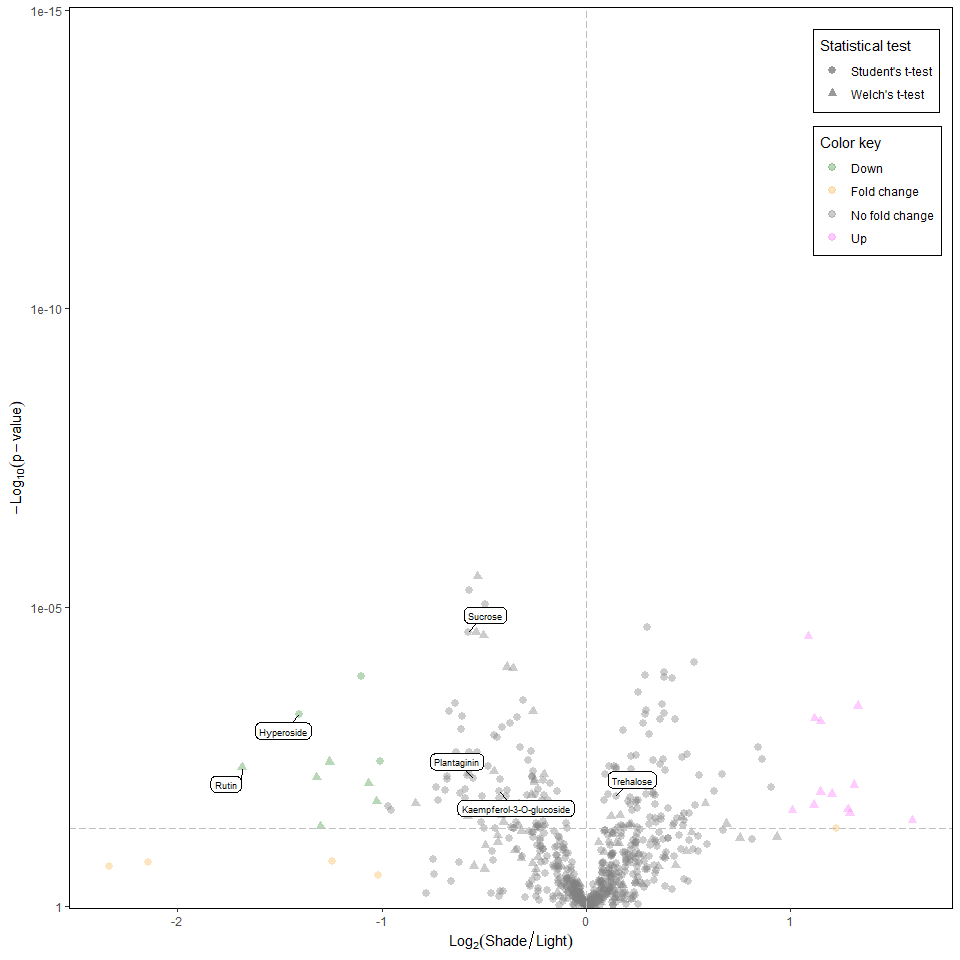 1e-15
1e-10
1e-05
1
−Log10(p − value)
Statistical test
Student's t-test
Welch's t-test
Color key
Down
Fold change
No fold change
Up
Sucrose
Hyperoside
Plantaginin
Rutin
Trehalose
Kaempferol-3-O-glucoside
-2
-1
0
1
Log2(Shade/Light)